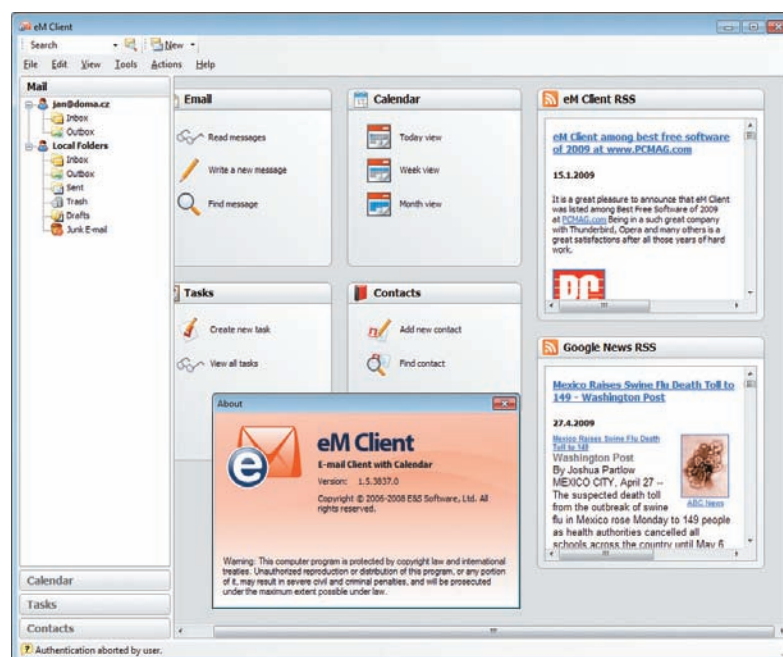 eM Client
Search
New
File Edit View Tools Actions Help
Mail
jan@doma.cz
Inbox
Outbox
Local Folders
Inbox
Outbox
Sent
Trash
Drafts
Junk E-mail
Calendar
Tasks
Contacts
Email
Read messages
Write a new message
Find message
Calendar
Today view
Week view
Month view
Tasks
Create new task
View all tasks
Contacts
Add new contact
Find contact
eM Client RSS
eM Client among best free software
of 2009 at www.PCMAG.com
15.1.2009
It is a great pleasure to announce that eM Client
was listed among Best Free Software of 2009
at PCMAG.com Being in a such great company
with Thunderbird, Opera and many others is a
great satisfactions after all those years of hard
work.
Google News RSS
Mexico Raises Swine Flu Death Toll to
149 - Washington Post
27.4.2009
Mexico Raises Swine Flu Death
Toll to 149
Washington Post
By Joshua Partlow
MEXICO CITY, April 27 --
The suspected death toll
from the outbreak of swine
flu in Mexico rose Monday to 149 people
as health authorities cancelled all
schools across the country until May 6
ABC News
About
eM Client
E-mail Client with Calendar
Version: 1.5.3837.0
Copyright © 2006-2008 E&S Software, Ltd. All
rights reserved.
Warning: This computer program is protected by copyright law and international
treaties. Unauthorized reproduction or distribution of this program, or any portion
of it, may result in severe civil and criminal penalties, and will be prosecuted
under the maximum extent possible under law.
Authentication aborted by user.